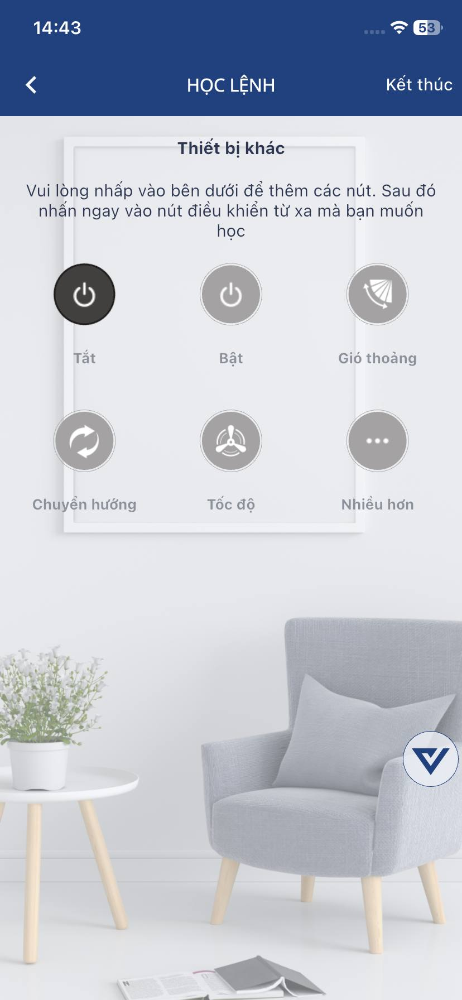 14:43
53
HỌC LỆNH
Kết thúc
Thiết bị khác
Vui lòng nhấp vào bên dưới để thêm các nút. Sau đó
nhấn ngay vào nút điều khiển từ xa mà bạn muốn
học
Tắt
Bật
Gió thoảng
Chuyển hướng
Tốc độ
Nhiều hơn